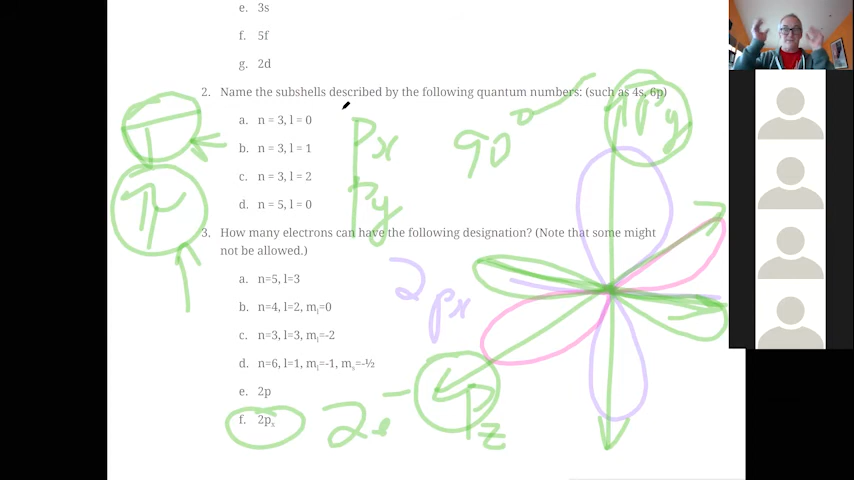 e. 3s
f. 5f
g. 2d
2. Name the subshells described by the following quantum numbers: (such as 4s, 6p)
a. n = 3, l = 0
b. n = 3, l = 1
c. n = 3, l = 2
d. n = 5, l = 0
Px
Py
90°
3. How many electrons can have the following designation? (Note that some might
not be allowed.)
a. n=5, l=3
b. n=4, l=2, mₗ=0
c. n=3, l=3, mₗ=-2
d. n=6, l=1, mₗ=-1, mₛ=-½
e. 2p
f. 2pₓ
2px
2e⁻
Pz